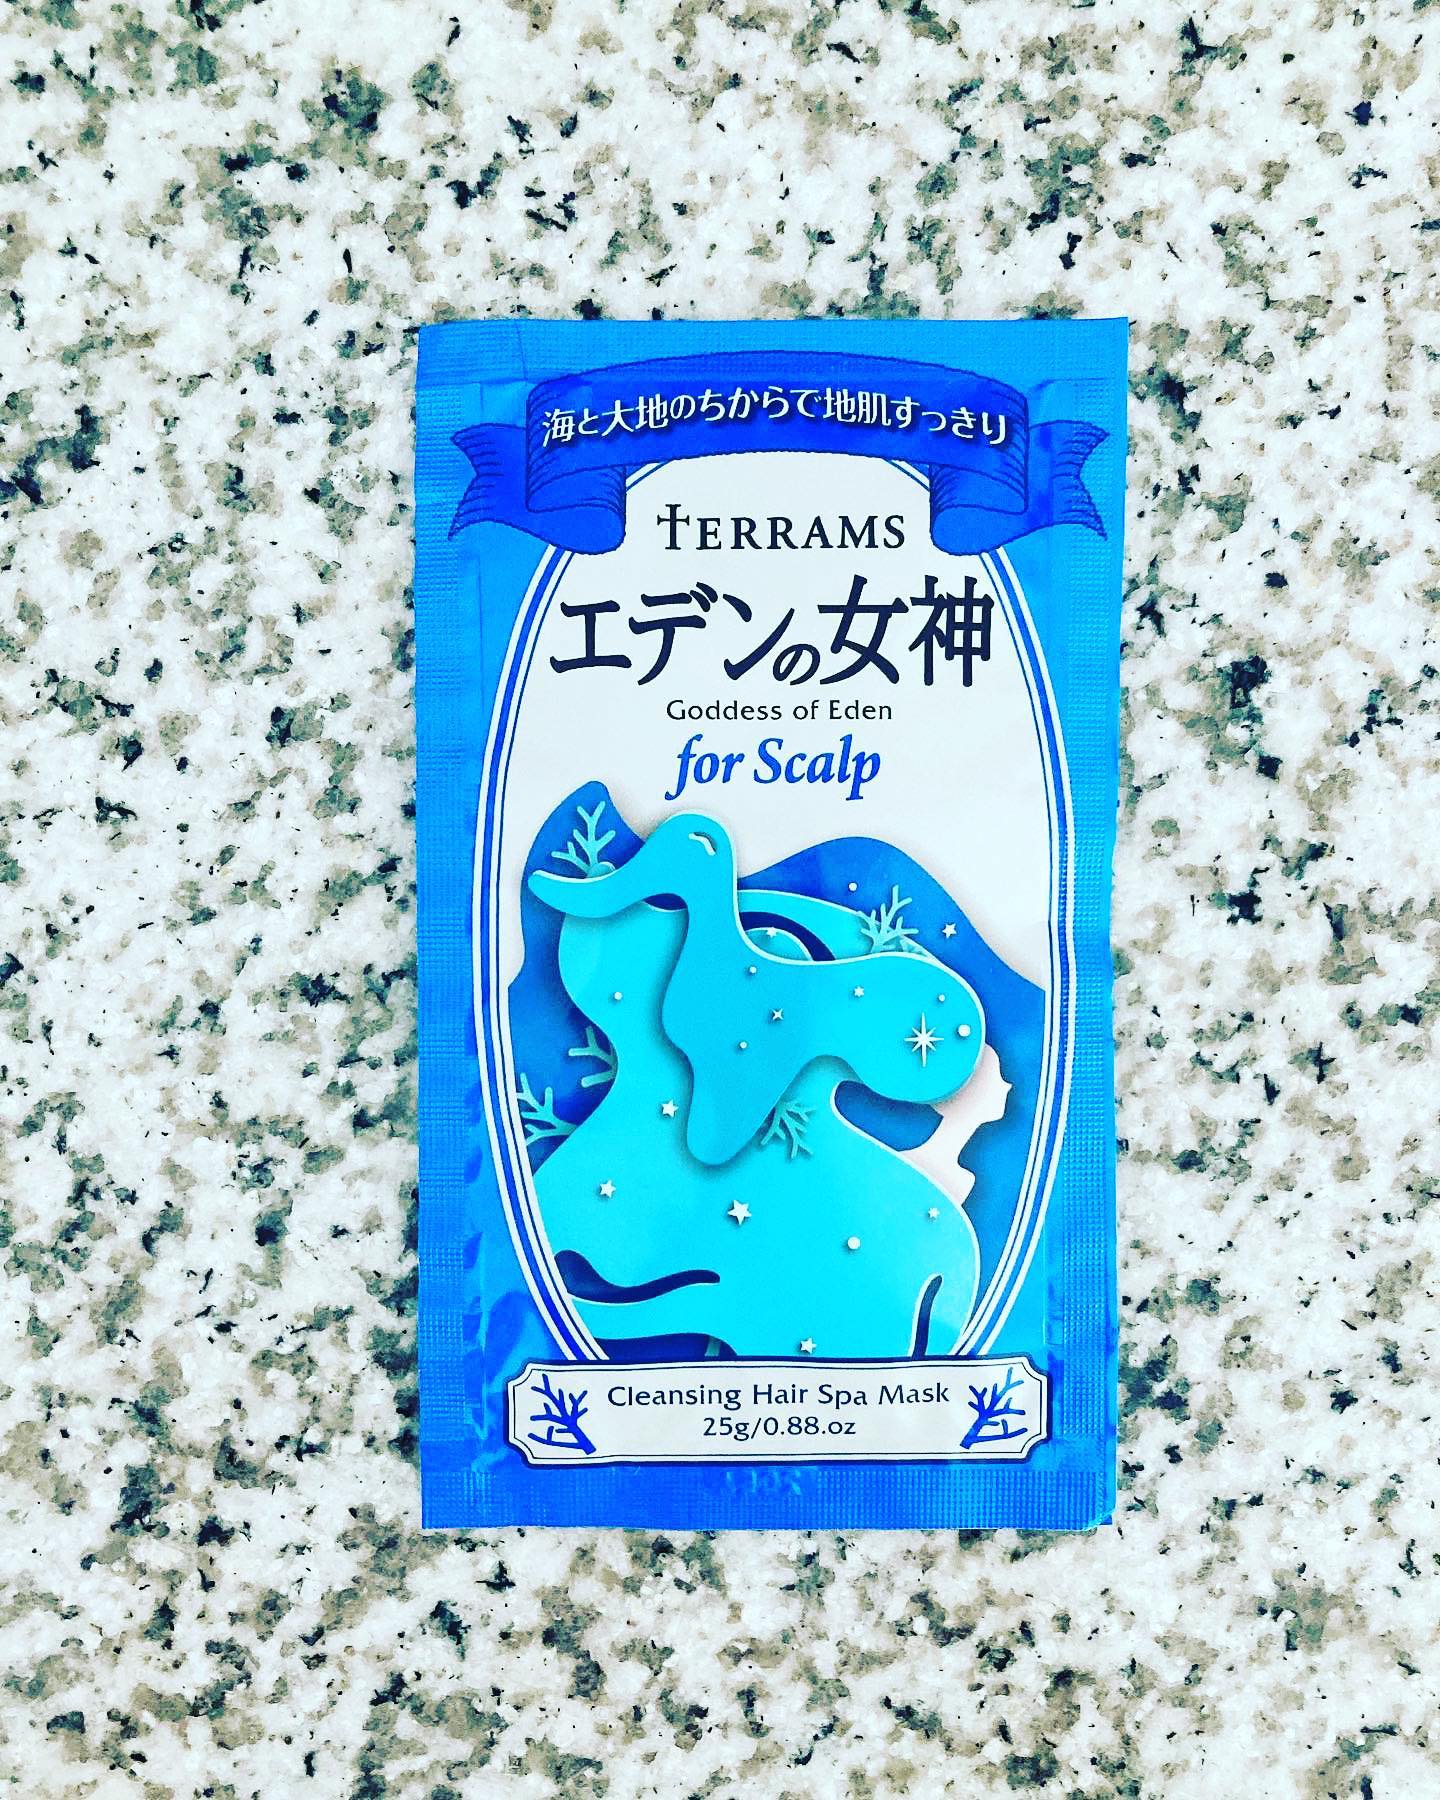 海と大地のちからで地肌すっきり
TERRAMS
エデンの女神
Goddess of Eden
for Scalp
Cleansing Hair Spa Mask
25g/0.88.oz